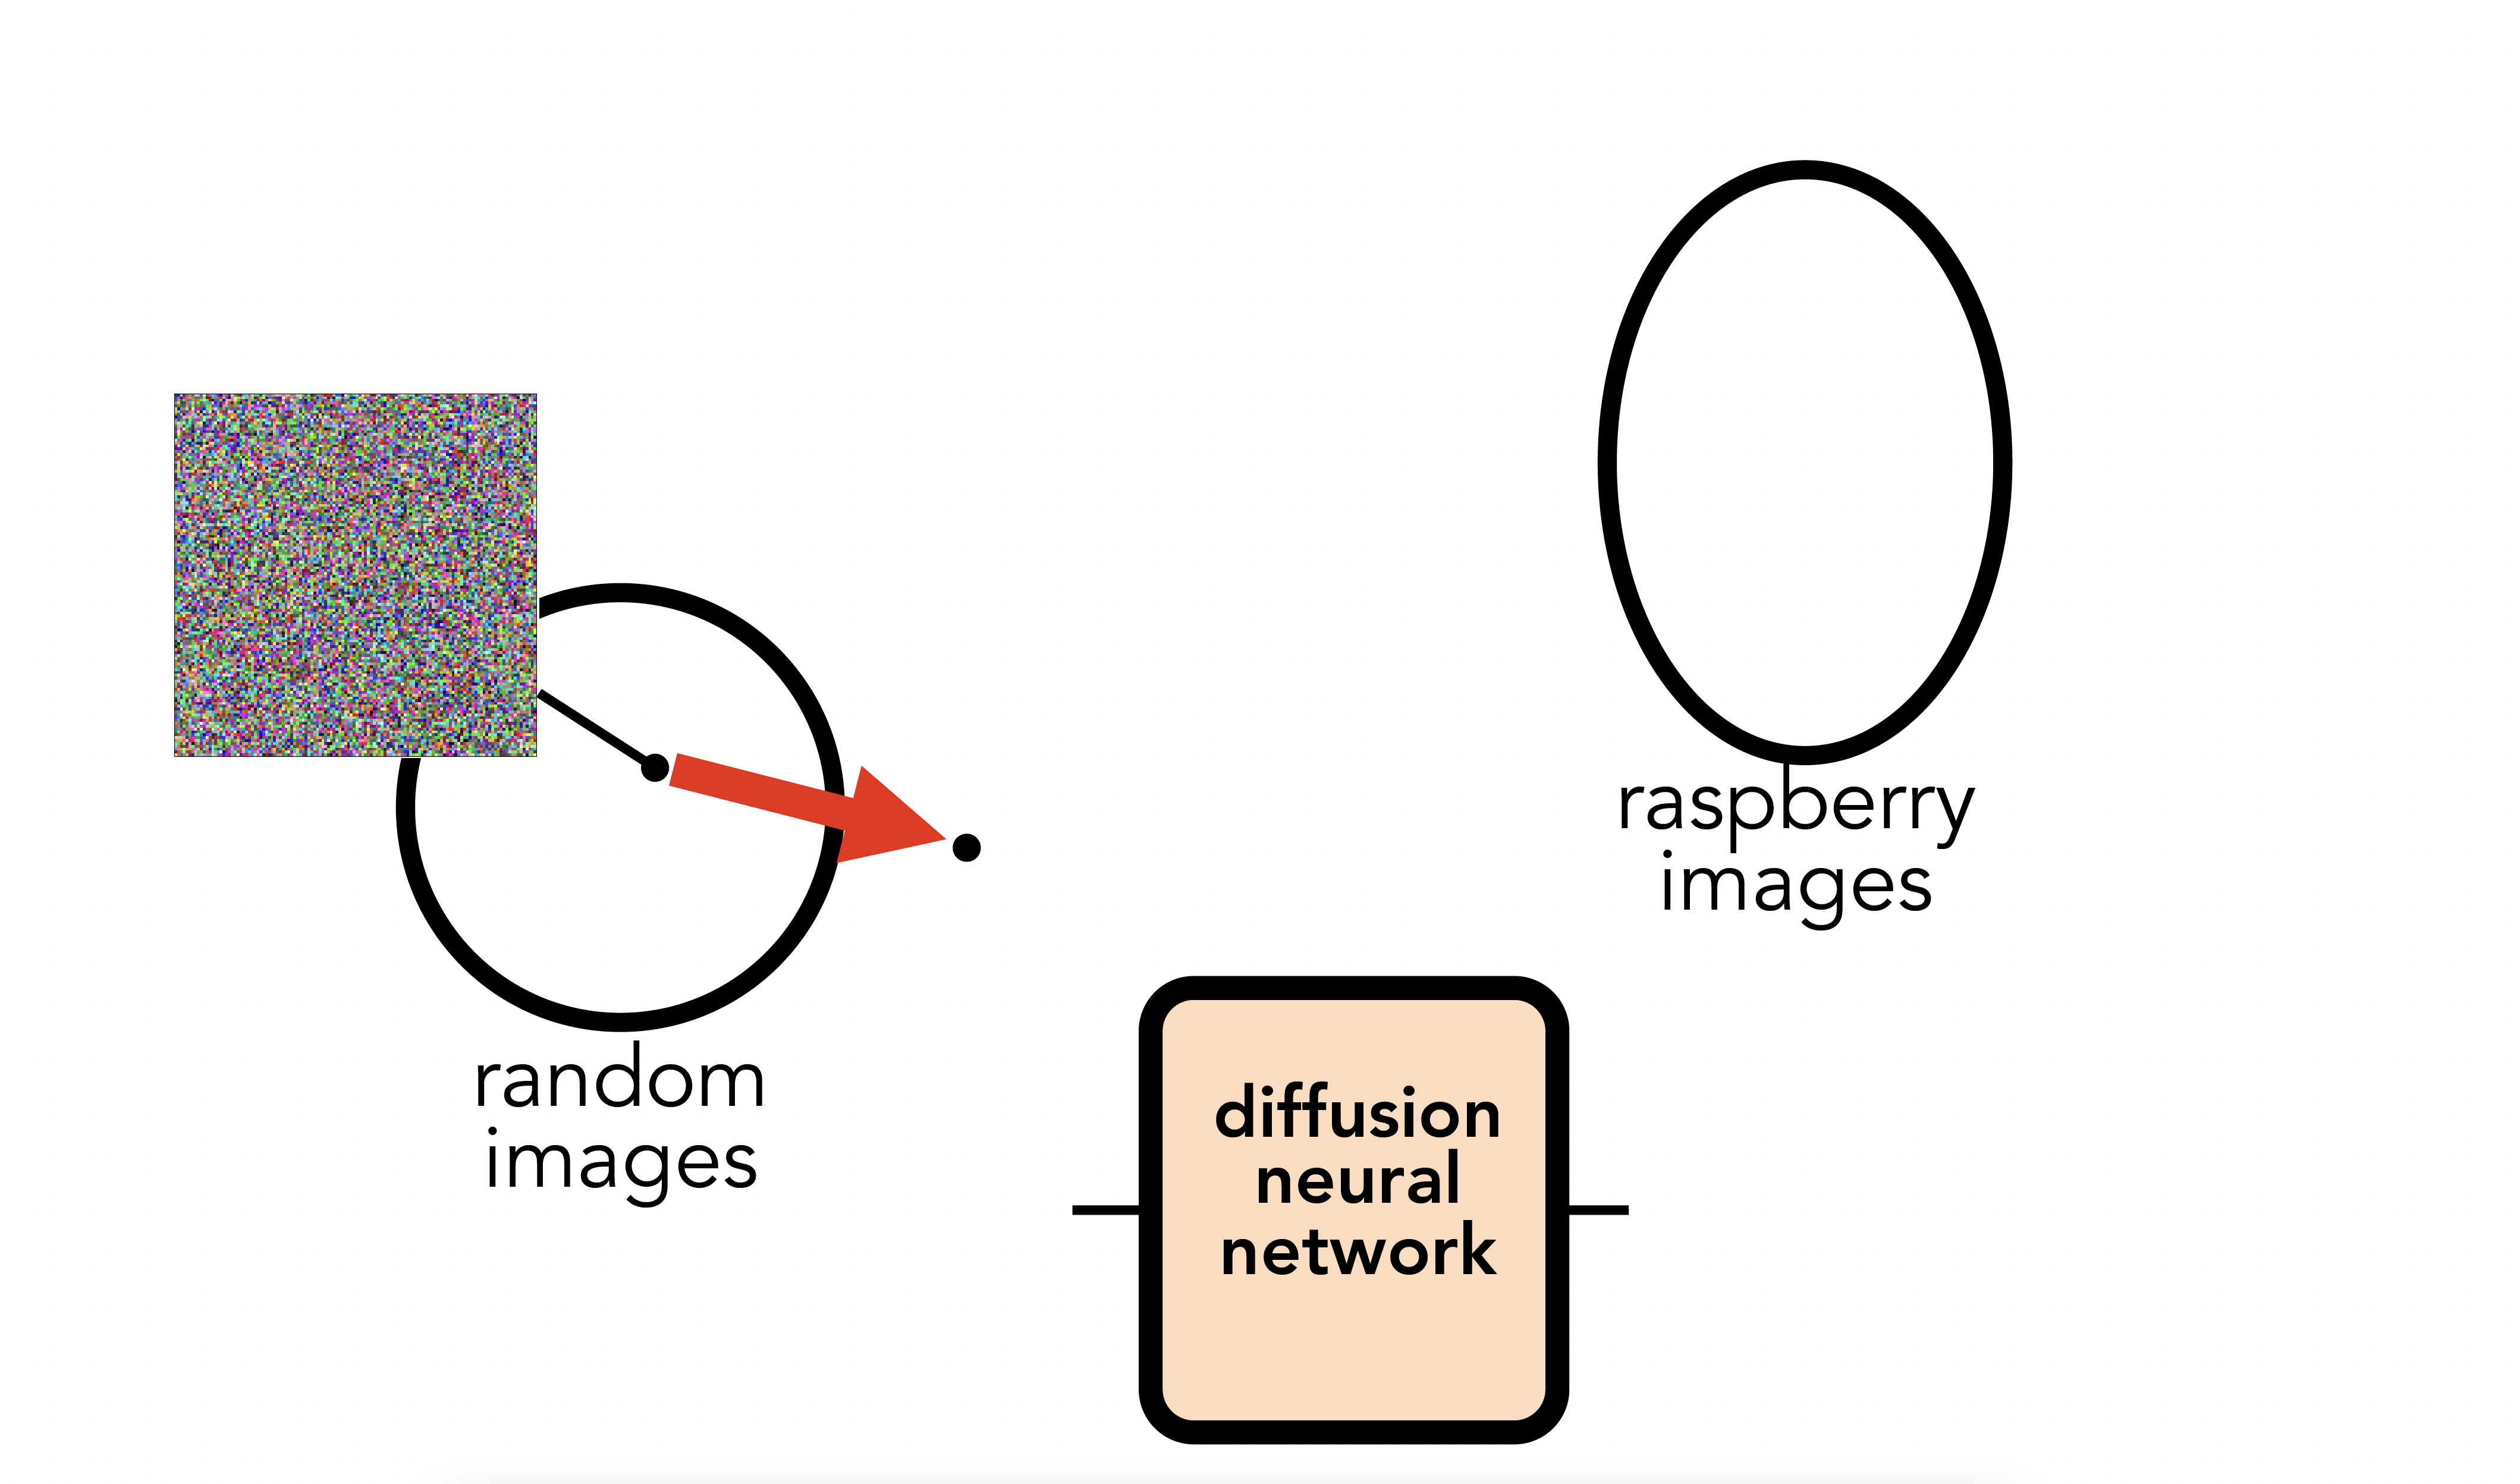 raspberry
images
random
images
diffusion
neural
network